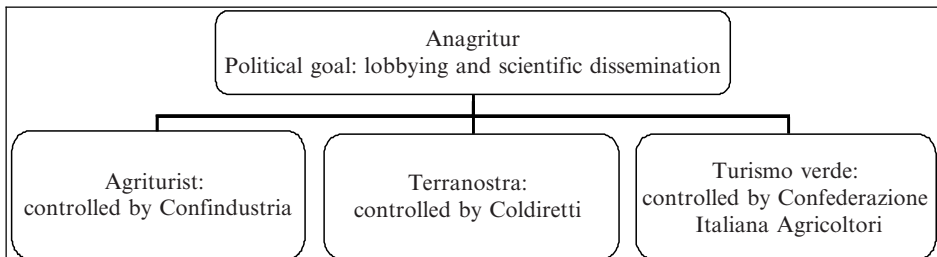 Anagritur
Political goal: lobbying and scientific dissemination
Agriturist:
controlled by Confindustria
Terranostra:
controlled by Coldiretti
Turismo verde:
controlled by Confederazione
Italiana Agricoltori